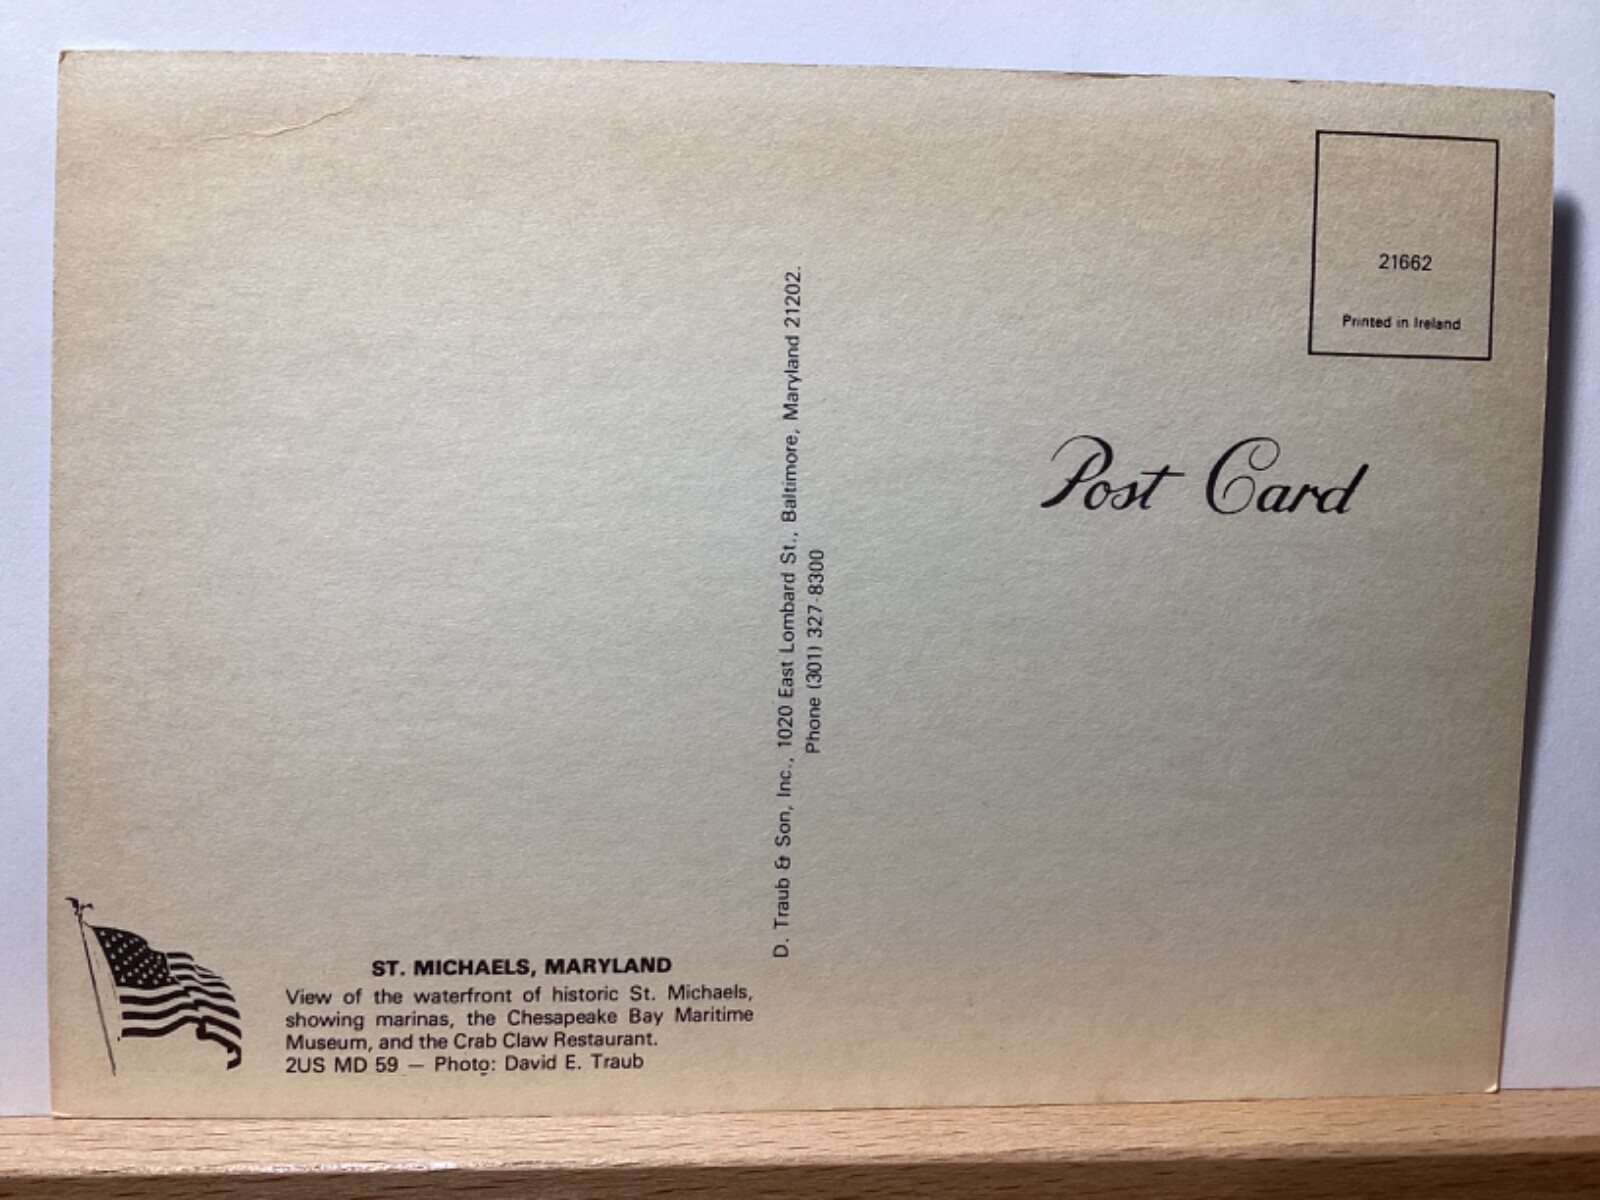 21662
Printed in Ireland
Post Card
D. Traub & Son, Inc., 1020 East Lombard St., Baltimore, Maryland 21202.
Phone (301) 327-8300
ST. MICHAELS, MARYLAND
View of the waterfront of historic St. Michaels,
showing marinas, the Chesapeake Bay Maritime
Museum, and the Crab Claw Restaurant.
2US MD 59 — Photo: David E. Traub